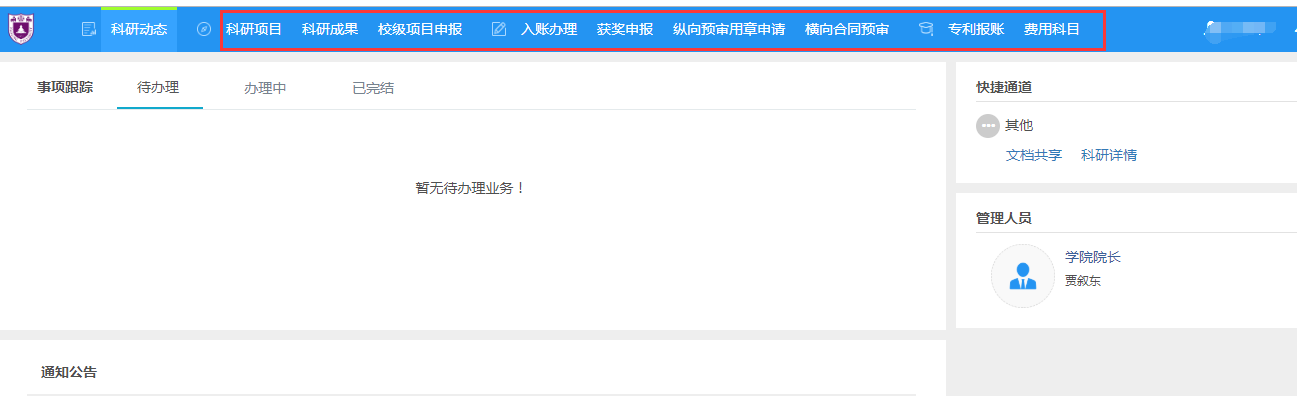 科研动态 科研项目 科研成果 校级项目申报 入账办理 获奖申报 纵向预审用章申请 横向合同预审 专利报账 费用科目
事项跟踪 待办理 办理中 已完结
暂无待办理业务！
通知公告
快捷通道
其他
文档共享 科研详情
管理人员
学院院长
贾叙东